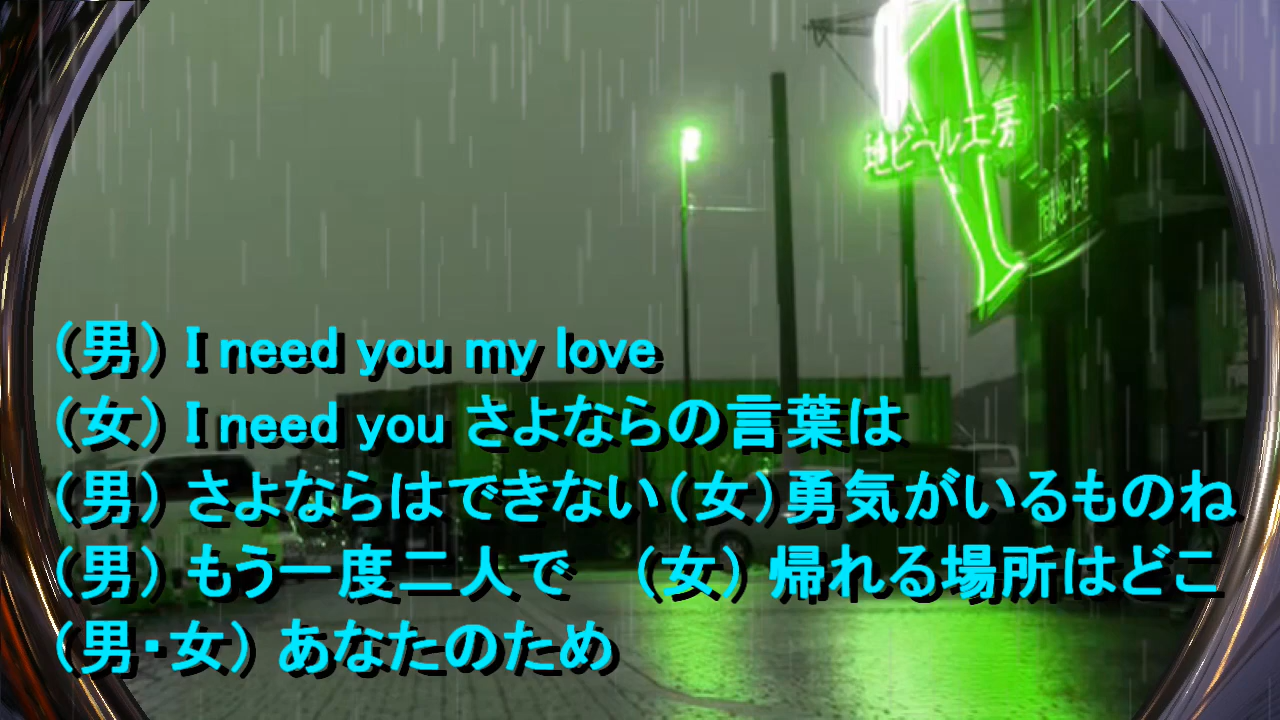 地ビール工房
（男） I need you my love
（女） I need you さよならの言葉は
（男） さよならはできない（女）勇気がいるものね
（男） もう一度二人で　（女） 帰れる場所はどこ
（男・女） あなたのため